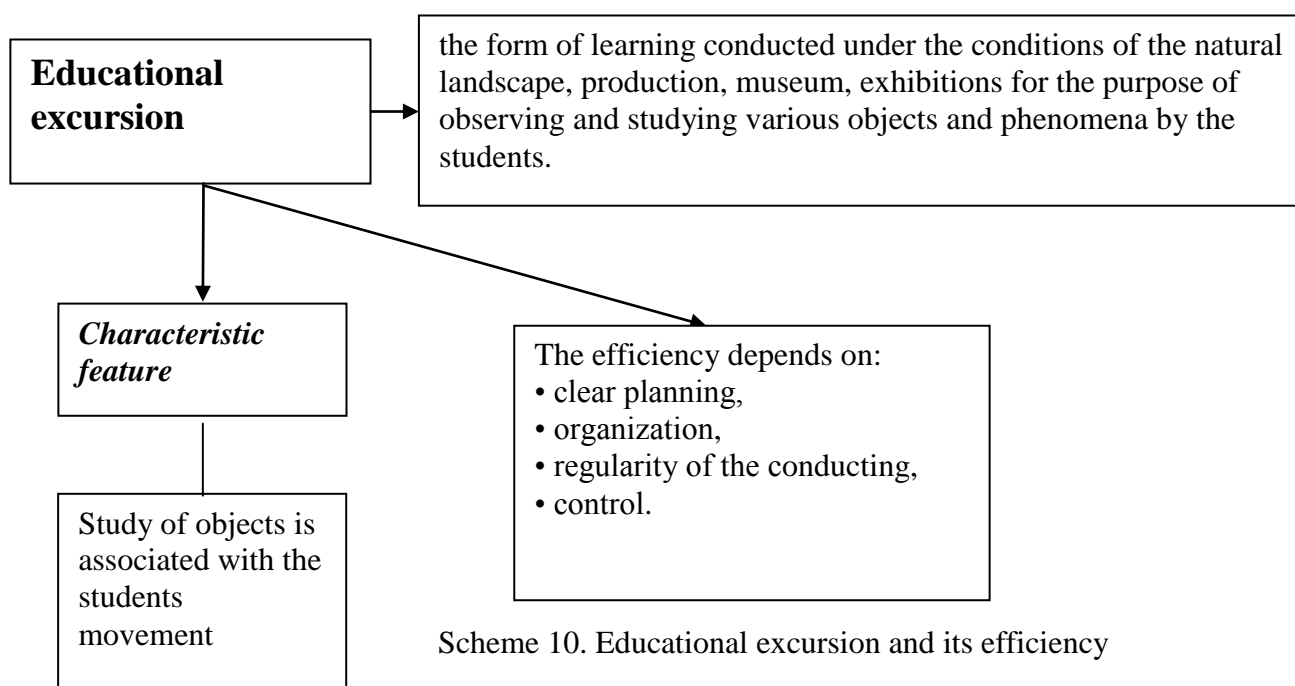 Educational
excursion
the form of learning conducted under the conditions of the natural
landscape, production, museum, exhibitions for the purpose of
observing and studying various objects and phenomena by the
students.
Characteristic
feature
The efficiency depends on:
• clear planning,
• organization,
• regularity of the conducting,
• control.
Study of objects is
associated with the
students
movement
Scheme 10. Educational excursion and its efficiency